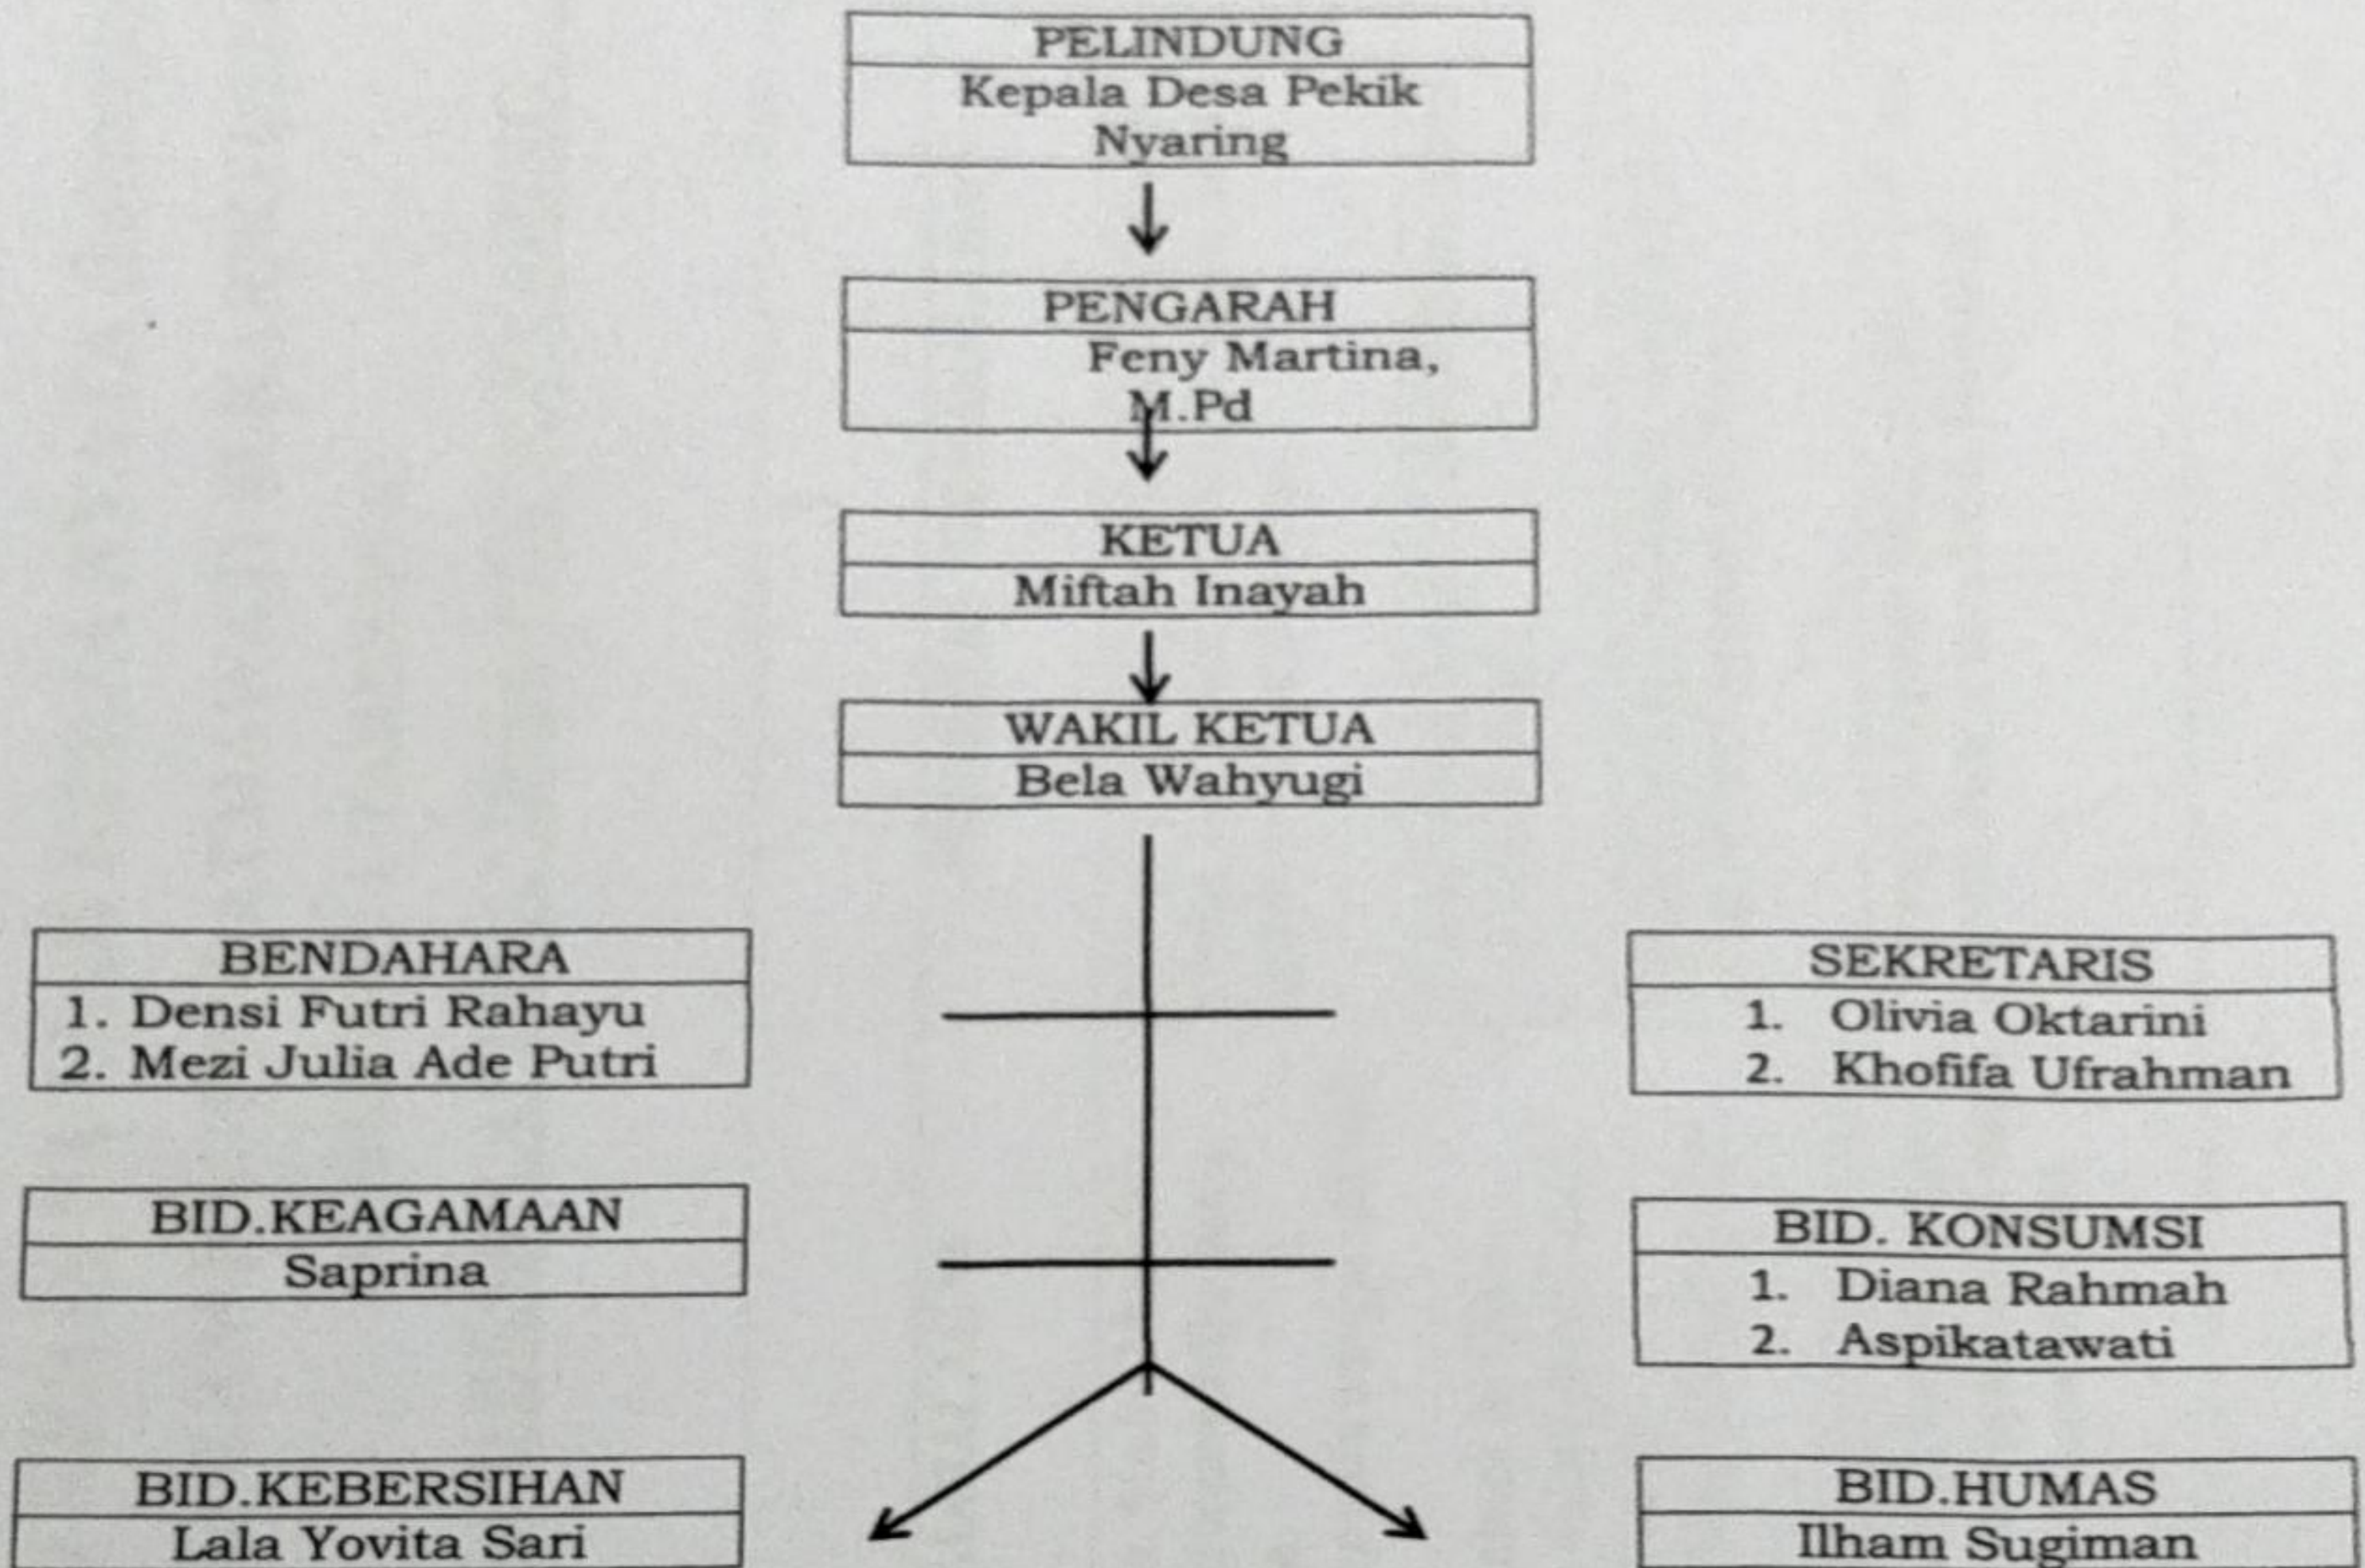 PELINDUNG
Kepala Desa Pekik
Nyaring
PENGARAH
Feny Martina,
M.Pd
KETUA
Miftah Inayah
WAKIL KETUA
Bela Wahyugi
BENDAHARA
1. Densi Futri Rahayu
2. Mezi Julia Ade Putri
SEKRETARIS
1. Olivia Oktarini
2. Khofifa Ufrahman
BID.KEAGAMAAN
Saprina
BID. KONSUMSI
1. Diana Rahmah
2. Aspikatawati
BID.KEBERSIHAN
Lala Yovita Sari
BID.HUMAS
Ilham Sugiman